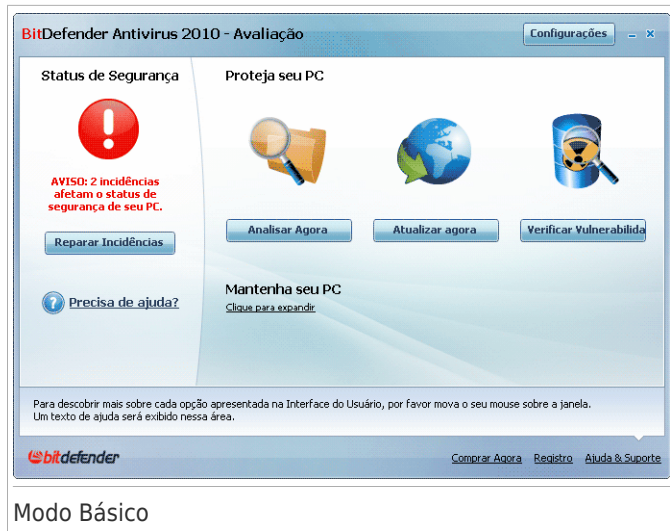 BitDefender Antivirus 2010 - Avaliação
Configurações
Status de Segurança
AVISO: 2 incidências
afetam o status de
segurança de seu PC.
Reparar Incidências
Precisa de ajuda?
Proteja seu PC
Analisar Agora
Atualizar agora
Verificar Vulnerabilida
Mantenha seu PC
Clique para expandir
Para descobrir mais sobre cada opção apresentada na Interface do Usuário, por favor mova o seu mouse sobre a janela.
Um texto de ajuda será exibido nessa área.
bitdefender
Comprar Agora
Registro
Ajuda & Suporte
Modo Básico